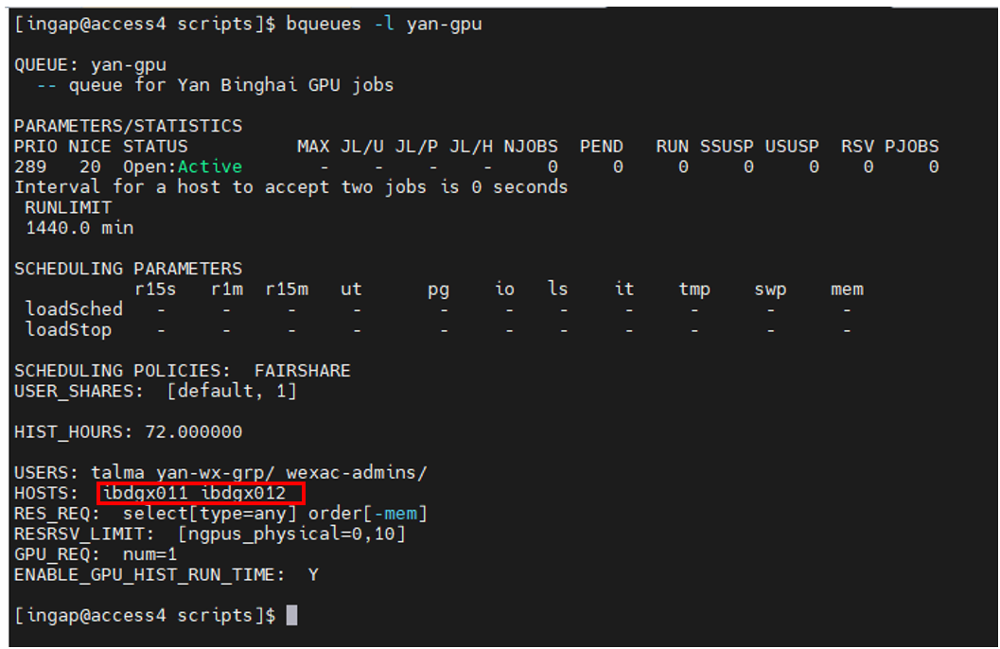 [ingap@access4 scripts]$ bqueues -l yan-gpu
QUEUE: yan-gpu
-- queue for Yan Binghai GPU jobs
PARAMETERS/STATISTICS
PRIO NICE STATUS MAX JL/U JL/P JL/H NJOBS PEND RUN SSUSP USUSP RSV PJOBS
289 20 Open:Active - - - - 0 0 0 0 0 0 0
Interval for a host to accept two jobs is 0 seconds
RUNLIMIT
1440.0 min
SCHEDULING PARAMETERS
r15s r1m r15m ut pg io ls it tmp swp mem
loadSched - - - - - - - - - - -
loadStop - - - - - - - - - - -
SCHEDULING POLICIES: FAIRSHARE
USER_SHARES: [default, 1]
HIST_HOURS: 72.000000
USERS: talma yan-wx-grp/ wexac-admins/
HOSTS: ibdgx011 ibdgx012
RES_REQ: select[type=any] order[-mem]
RESRSV_LIMIT: [ngpus_physical=0,10]
GPU_REQ: num=1
ENABLE_GPU_HIST_RUN_TIME: Y
[ingap@access4 scripts]$